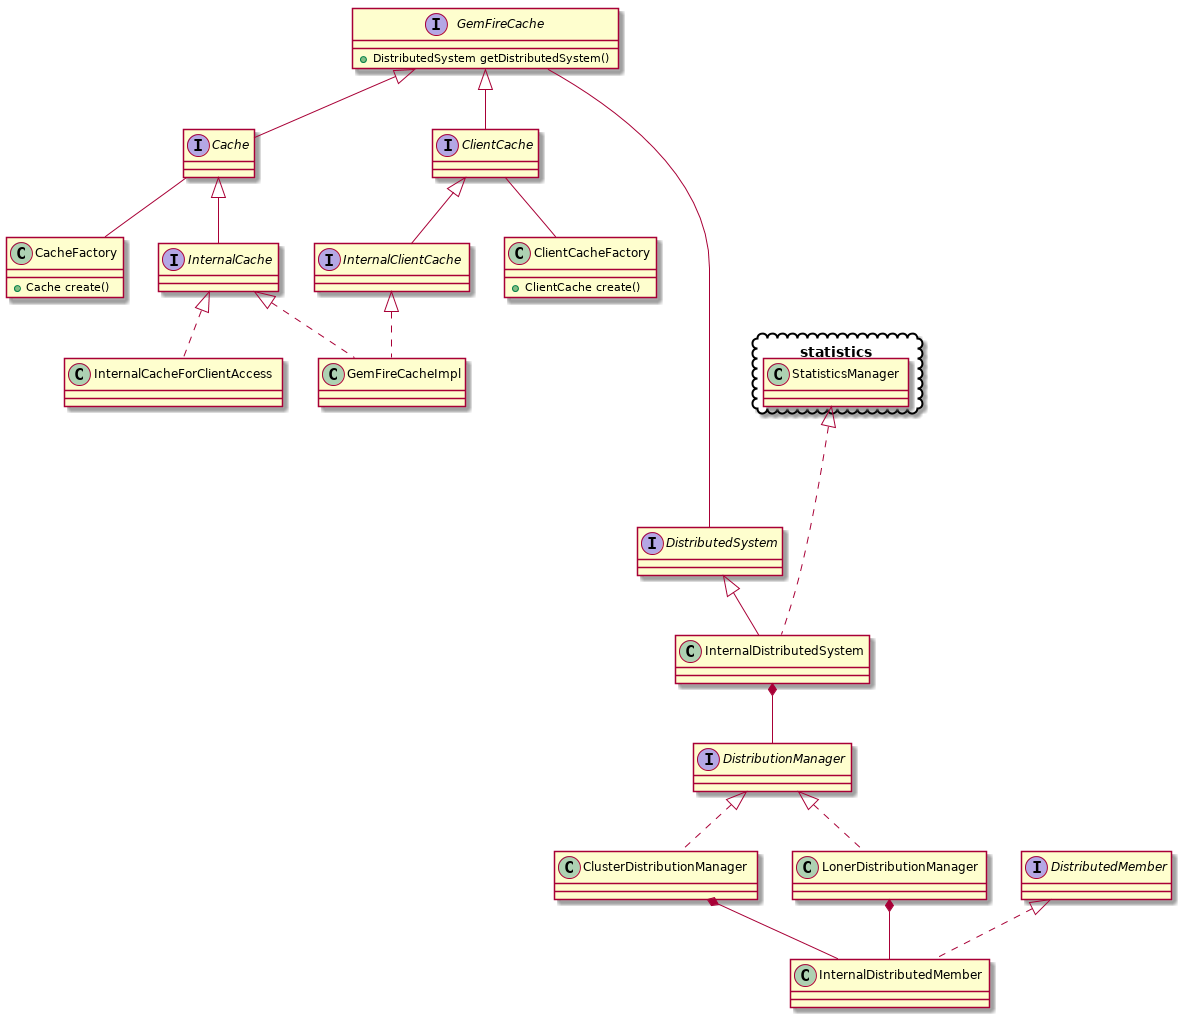 I GemFireCache
DistributedSystem getDistributedSystem()
I Cache
I ClientCache
C CacheFactory
Cache create()
I InternalCache
I InternalClientCache
C ClientCacheFactory
ClientCache create()
statistics
C InternalCacheForClientAccess
C GemFireCacheImpl
C StatisticsManager
I DistributedSystem
C InternalDistributedSystem
I DistributionManager
C ClusterDistributionManager
C LonerDistributionManager
I DistributedMember
C InternalDistributedMember